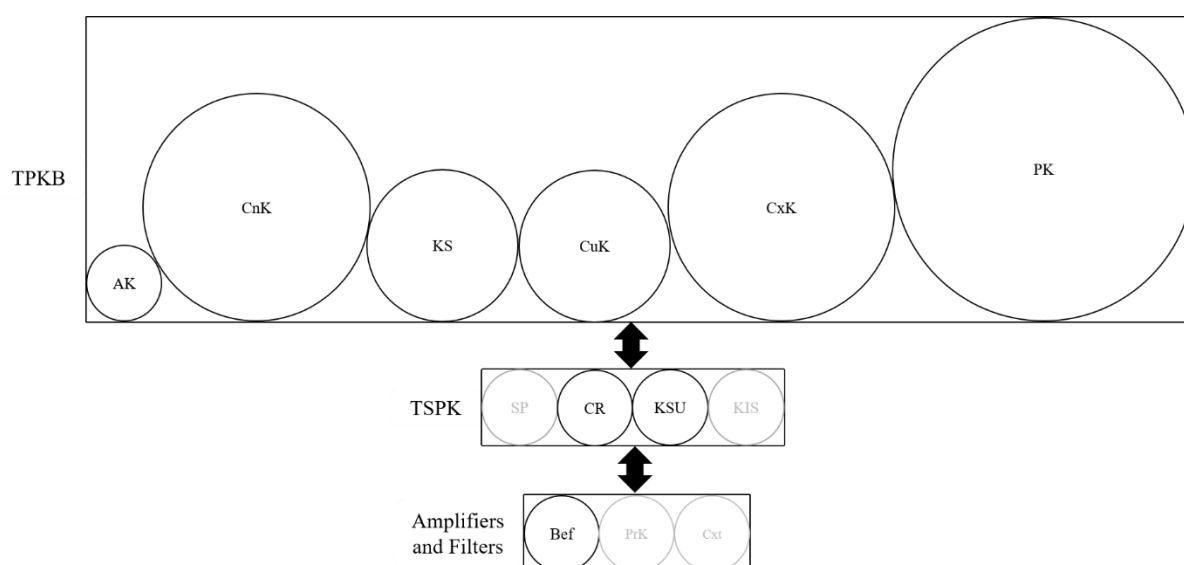 TPKB
AK
CnK
KS
CuK
CxK
PK
TSPK
SP
CR
KSU
KIS
Amplifiers
and Filters
Bef
PrK
Cxt